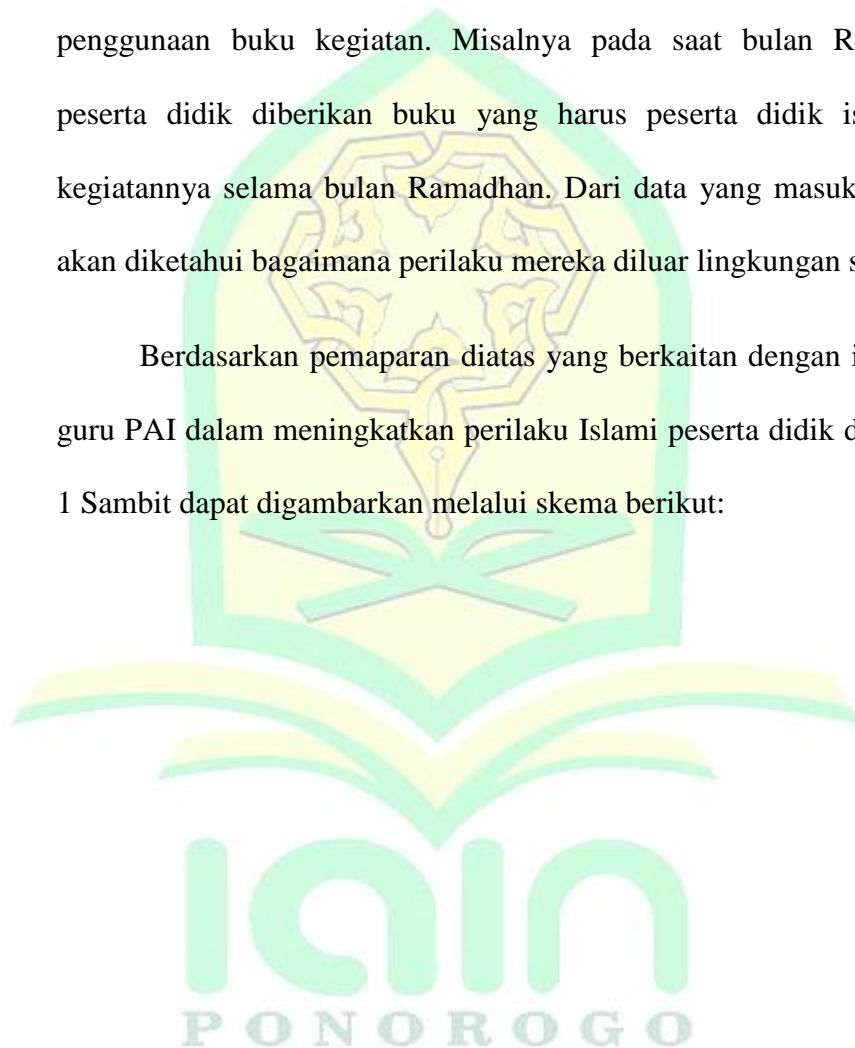 penggunaan buku kegiatan. Misalnya pada saat bulan R
peserta didik diberikan buku yang harus peserta didik is
kegiatannya selama bulan Ramadhan. Dari data yang masuk
akan diketahui bagaimana perilaku mereka diluar lingkungan s
Berdasarkan pemaparan diatas yang berkaitan dengan i
guru PAI dalam meningkatkan perilaku Islami peserta didik d
1 Sambit dapat digambarkan melalui skema berikut:
iain
PONOROGO